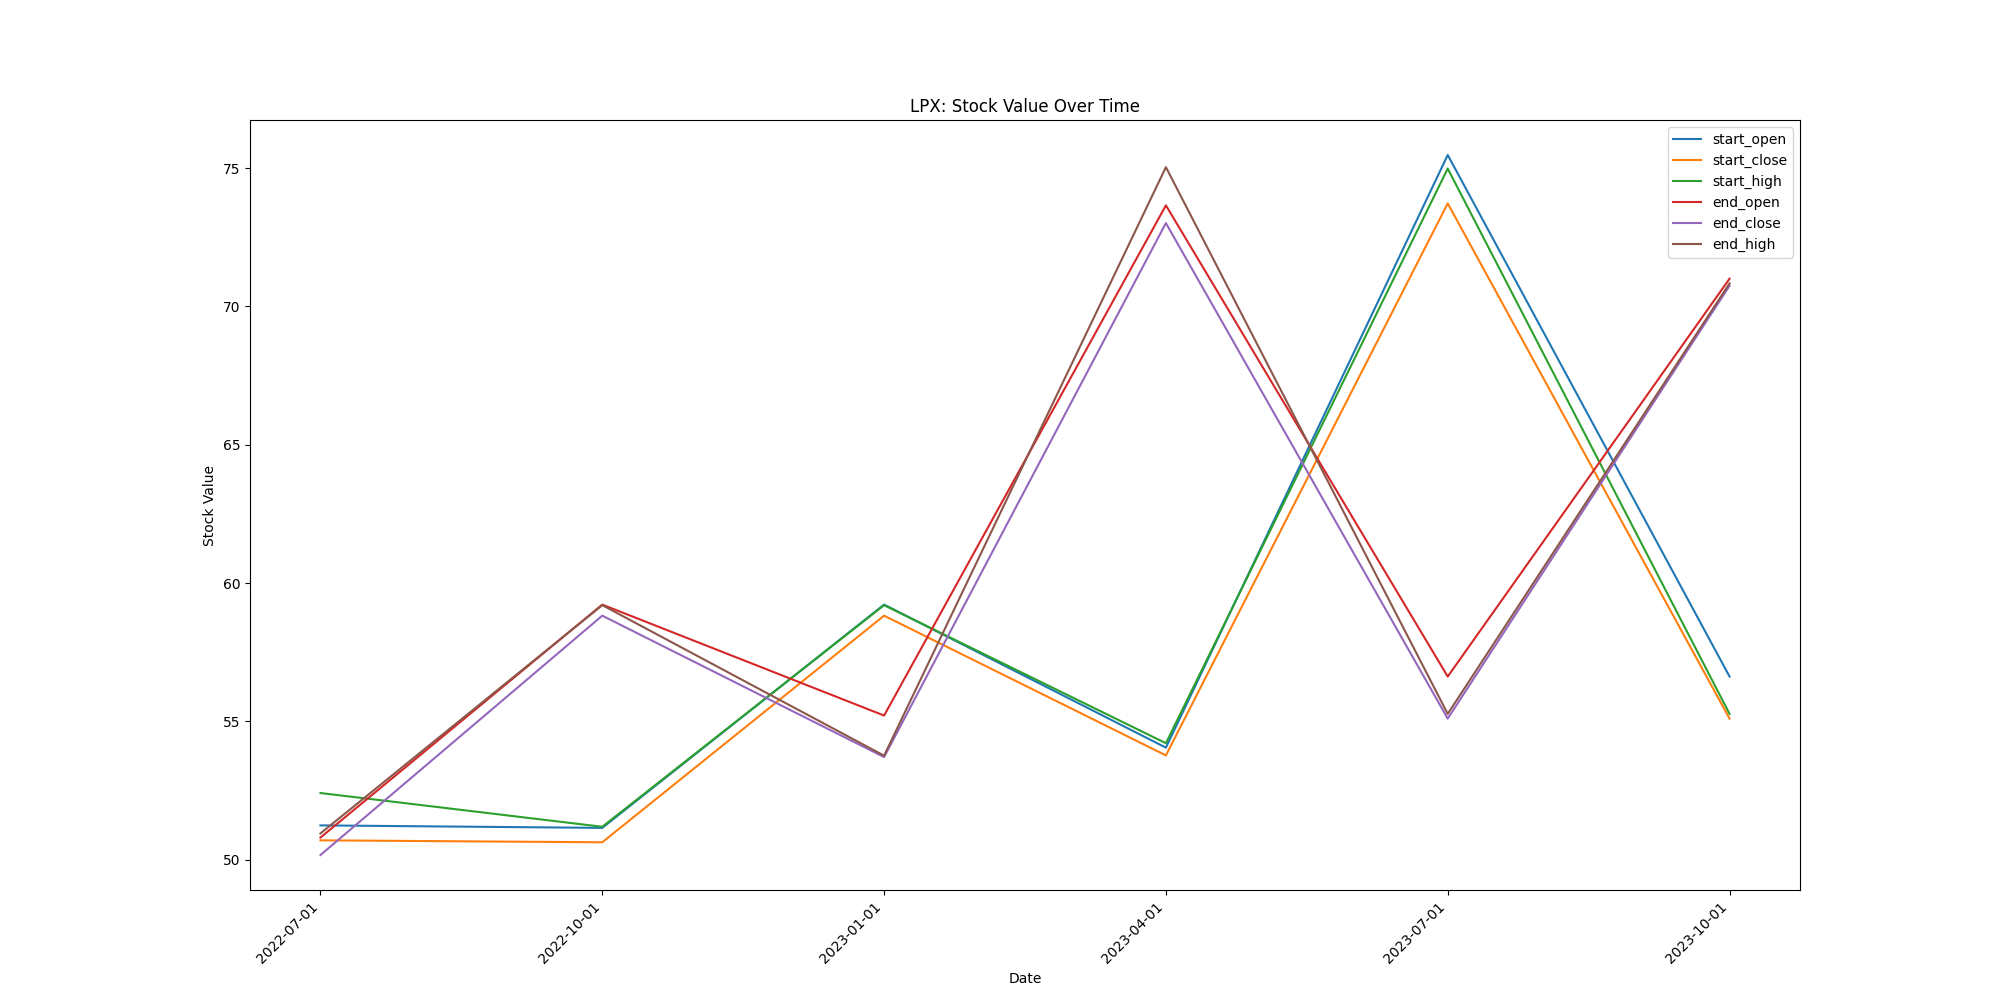 LPX: Stock Value Over Time
start_open
start_close
start_high
end_open
end_close
end_high
75
70
65
60
55
50
Stock Value
2022-07-01
2022-10-01
2023-01-01
2023-04-01
2023-07-01
2023-10-01
Date